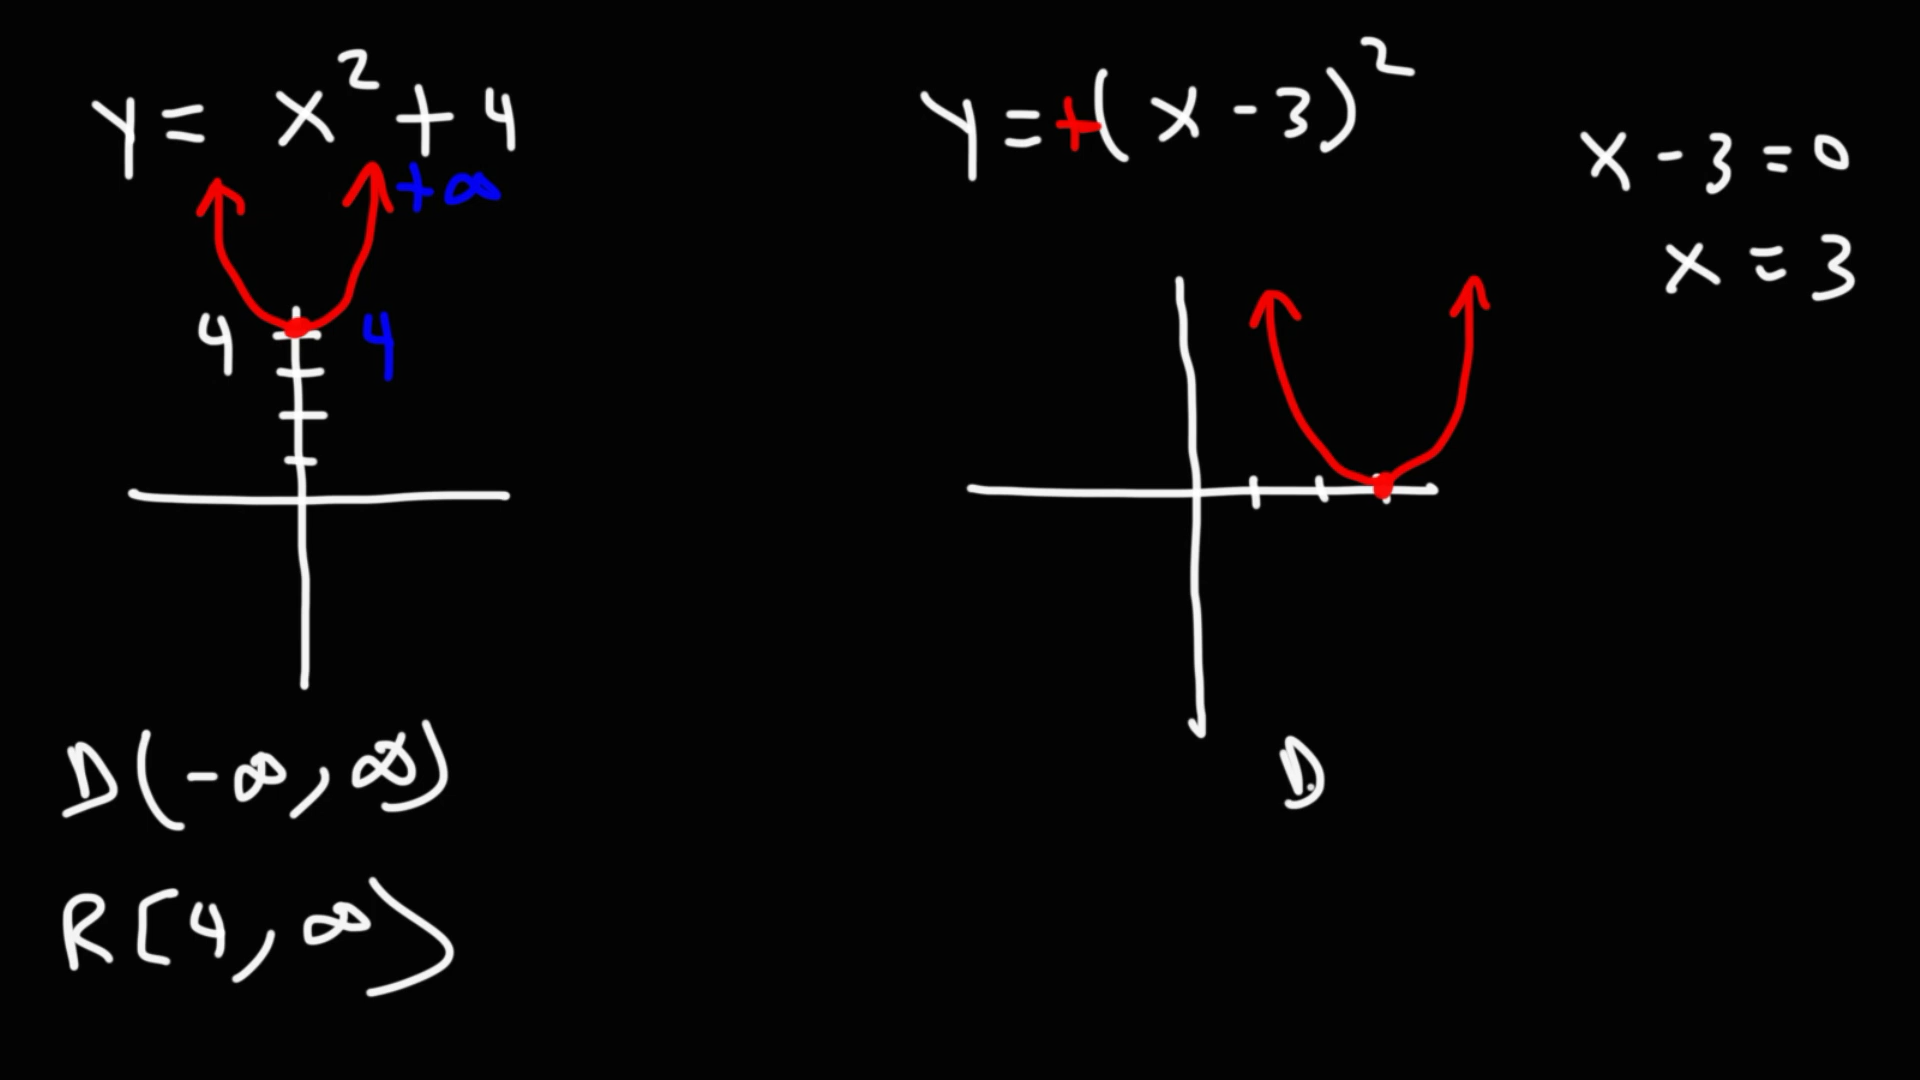 y = x² + 4
+∞
4 4
D(-∞, ∞)
R[4, ∞)
y = +(x - 3)²
x - 3 = 0
x = 3
D